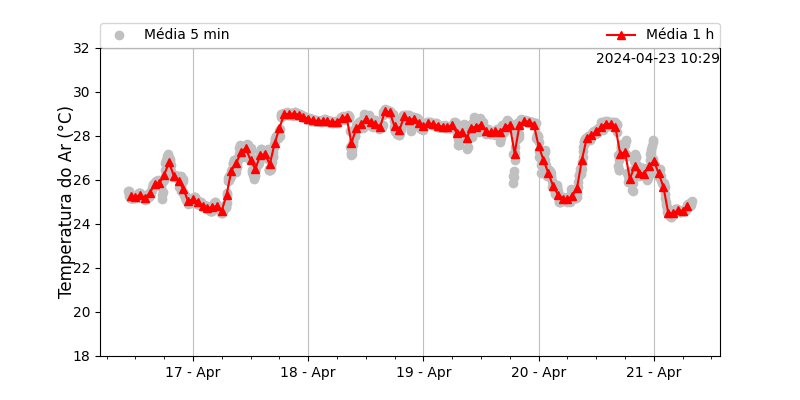 Média 5 min
Média 1 h
2024-04-23 10:29
Temperatura do Ar (°C)
32
30
28
26
24
22
20
18
17 - Apr
18 - Apr
19 - Apr
20 - Apr
21 - Apr